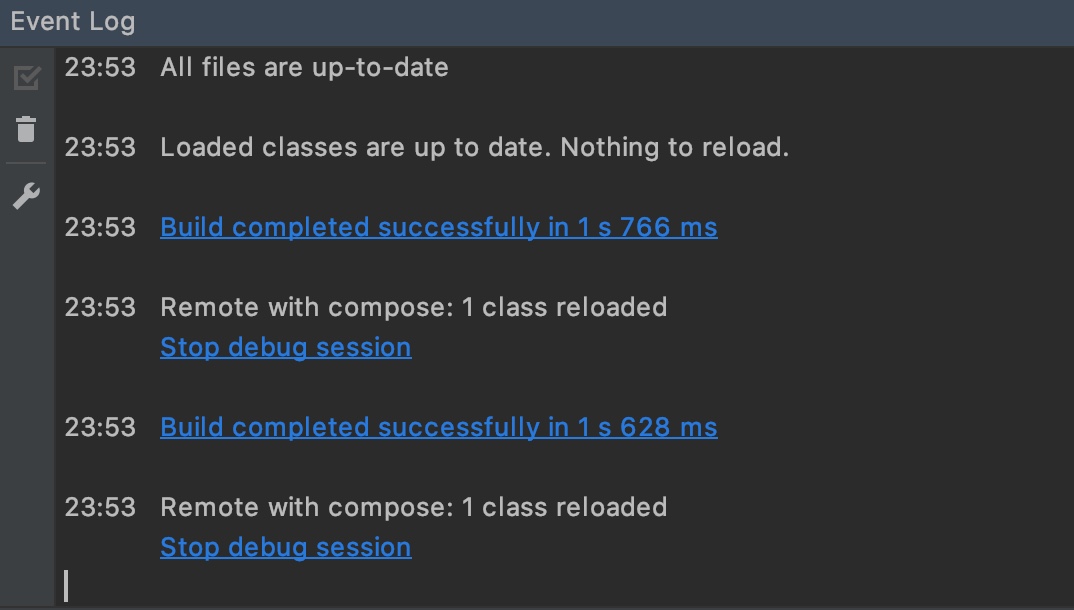 Event Log
23:53 All files are up-to-date
23:53 Loaded classes are up to date. Nothing to reload.
23:53 Build completed successfully in 1 s 766 ms
23:53 Remote with compose: 1 class reloaded
Stop debug session
23:53 Build completed successfully in 1 s 628 ms
23:53 Remote with compose: 1 class reloaded
Stop debug session